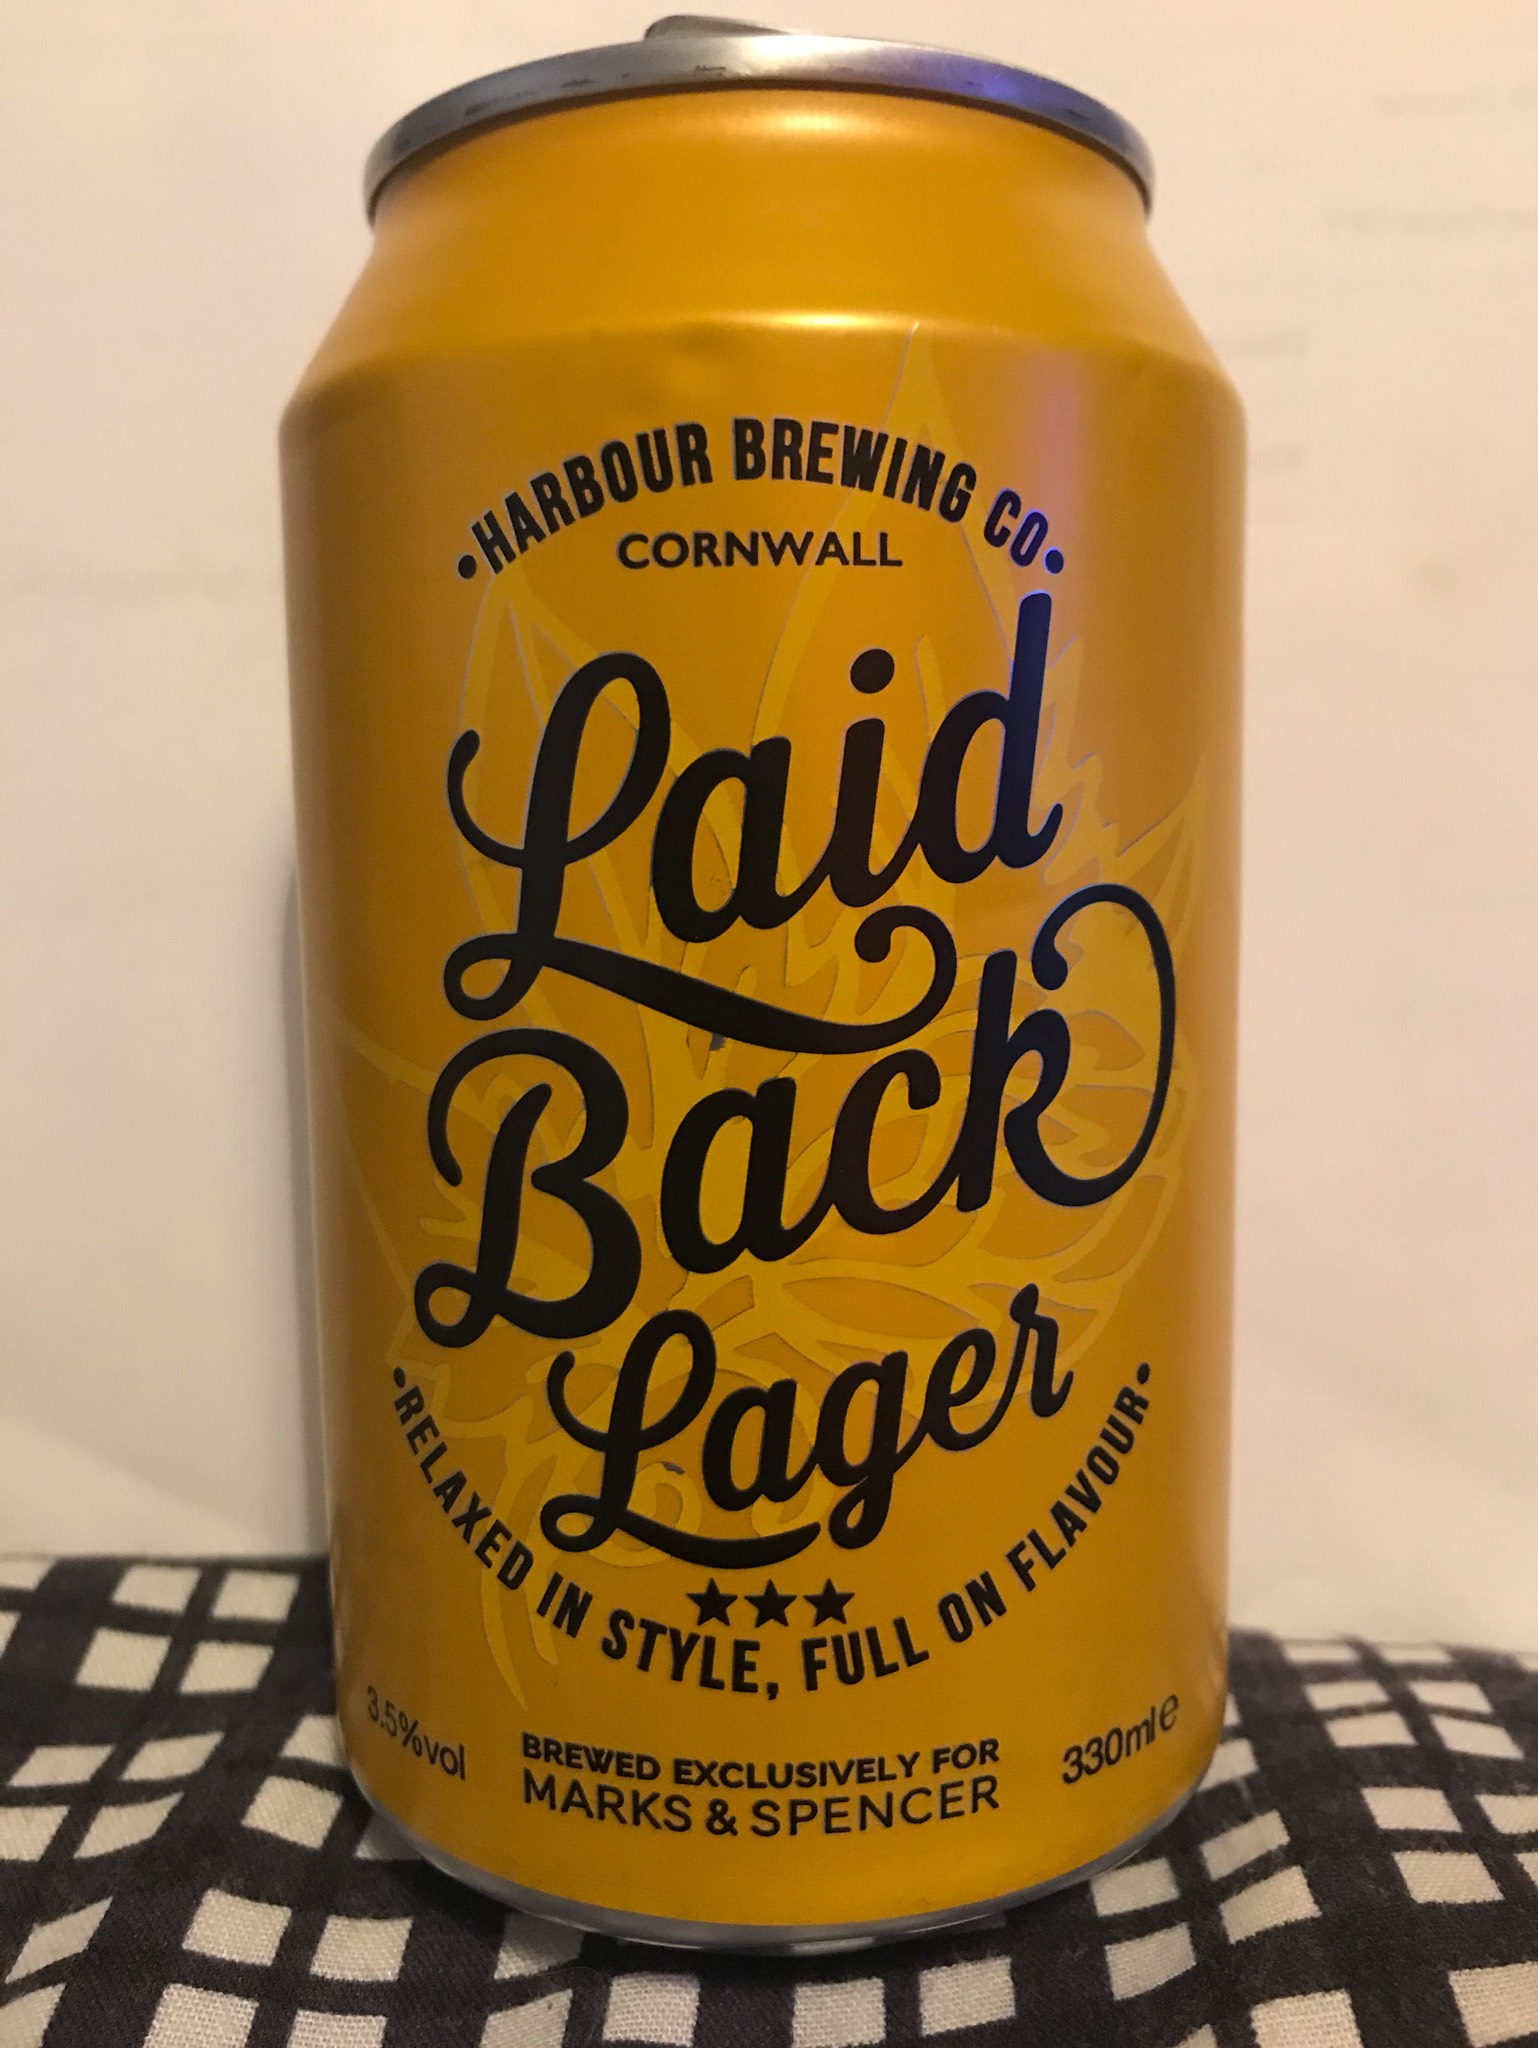 •HARBOUR BREWING CO•
CORNWALL
Laid
Back
Lager
•RELAXED IN STYLE, FULL ON FLAVOUR•
3.5%vol
BREWED EXCLUSIVELY FOR
MARKS & SPENCER
330ml℮